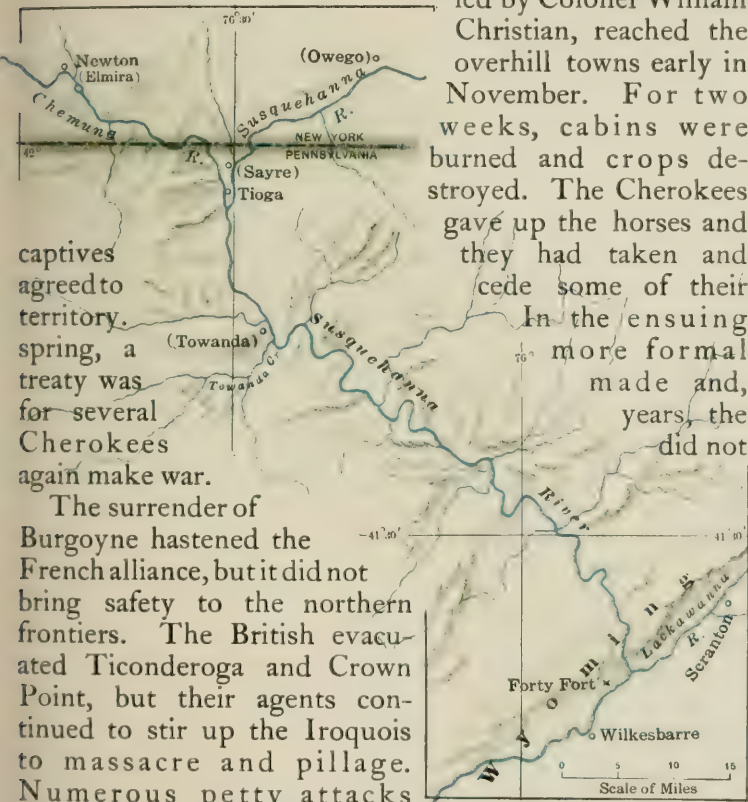 led by Colonel William
Christian, reached the
overhill towns early in
November. For two
weeks, cabins were
burned and crops de-
stroyed. The Cherokees
gave up the horses and
captives they had taken and
agreed to cede some of their
territory. In the ensuing
spring, a more formal
treaty was made and,
for several years, the
Cherokees did not
again make war.
The surrender of
Burgoyne hastened the
French alliance, but it did not
bring safety to the northern
frontiers. The British evacu-
ated Ticonderoga and Crown
Point, but their agents con-
tinued to stir up the Iroquois
to massacre and pillage.
Numerous petty attacks
76°30'
Newton
(Elmira)
(Owego)
Chemung R.
Susquehanna R.
42°
NEW YORK
PENNSYLVANIA
(Sayre)
Tioga
(Towanda)
Towanda Cr.
Susquehanna River
76°
41°30'
41°30'
Wyoming
Lackawanna R.
Scranton
Forty Fort
Wilkesbarre
0 5 10 15
Scale of Miles